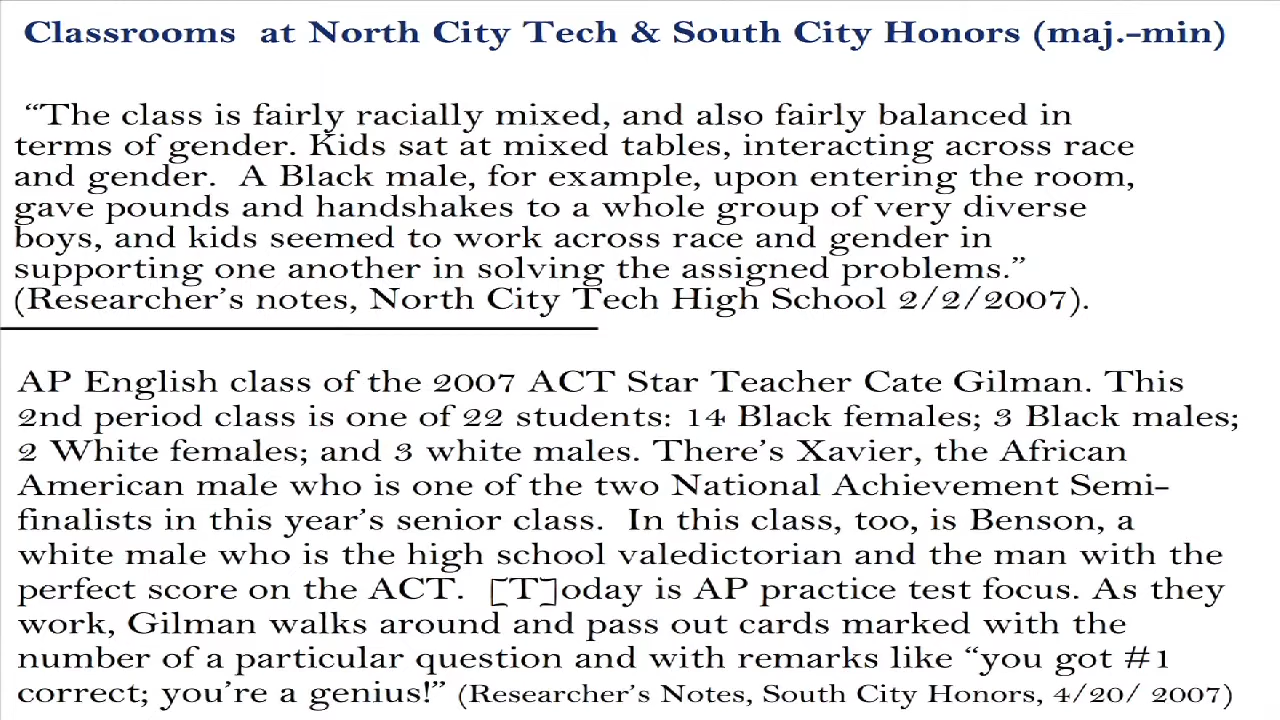 Classrooms at North City Tech & South City Honors (maj.-min)
“The class is fairly racially mixed, and also fairly balanced in
terms of gender. Kids sat at mixed tables, interacting across race
and gender. A Black male, for example, upon entering the room,
gave pounds and handshakes to a whole group of very diverse
boys, and kids seemed to work across race and gender in
supporting one another in solving the assigned problems.”
(Researcher’s notes, North City Tech High School 2/2/2007).
AP English class of the 2007 ACT Star Teacher Cate Gilman. This
2nd period class is one of 22 students: 14 Black females; 3 Black males;
2 White females; and 3 white males. There’s Xavier, the African
American male who is one of the two National Achievement Semi-
finalists in this year’s senior class. In this class, too, is Benson, a
white male who is the high school valedictorian and the man with the
perfect score on the ACT. [T]oday is AP practice test focus. As they
work, Gilman walks around and pass out cards marked with the
number of a particular question and with remarks like “you got #1
correct; you’re a genius!” (Researcher’s Notes, South City Honors, 4/20/ 2007)